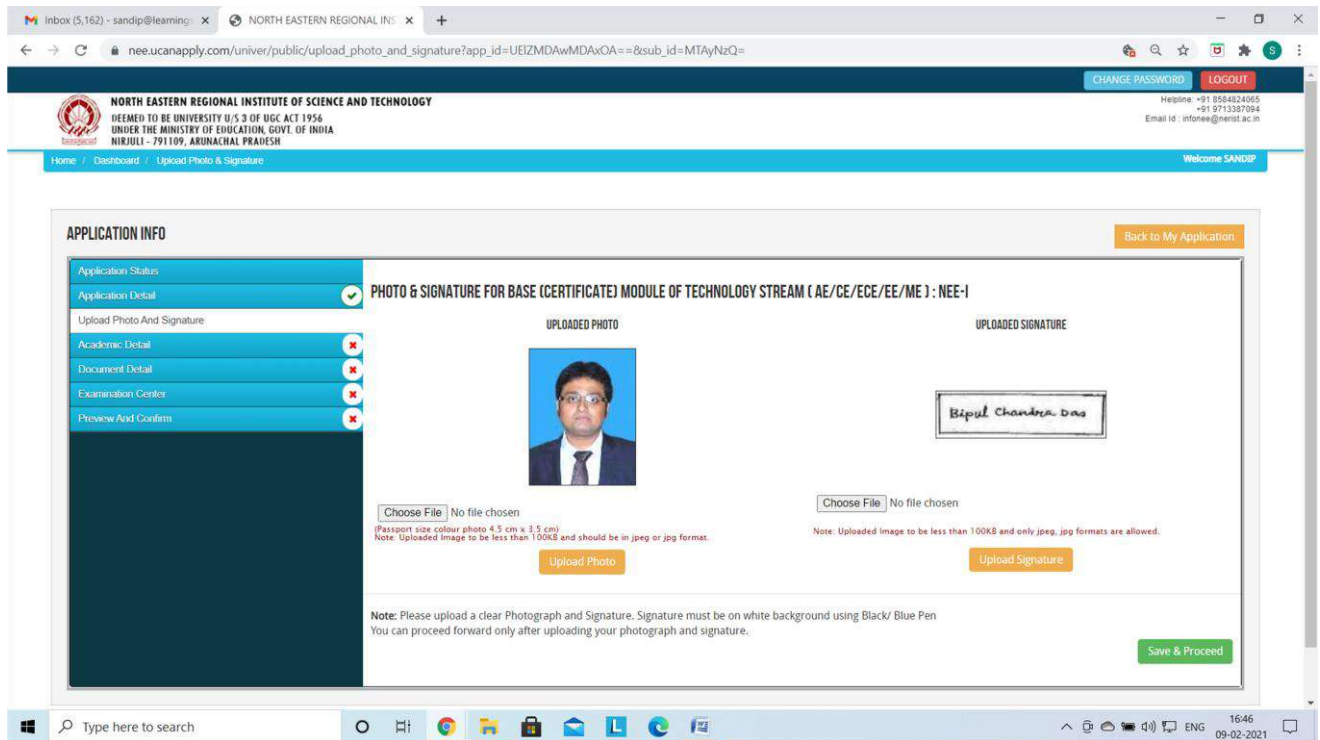 Inbox (5,162) - sandip@learning
NORTH EASTERN REGIONAL INS
nee.ucanapply.com/univer/public/upload_photo_and_signature?app_id=UEIZMDAwMDAxOA==&sub_id=MTAyNzQ=
S
CHANGE PASSWORD LOGOUT
NORTH EASTERN REGIONAL INSTITUTE OF SCIENCE AND TECHNOLOGY
DEEMED TO BE UNIVERSITY U/S 3 OF UGC ACT 1956
UNDER THE MINISTRY OF EDUCATION, GOVT. OF INDIA
NIRJULI - 791109, ARUNACHAL PRADESH
Helpline: +91 8584824065
+91 9713387094
Email Id : infonee@nerist.ac.in
Home / Dashboard / Upload Photo & Signature
Welcome SANDIP
APPLICATION INFO
Back to My Application
Application Status
Application Detail
Upload Photo And Signature
Academic Detail
Document Detail
Examination Center
Preview And Confirm
PHOTO & SIGNATURE FOR BASE (CERTIFICATE) MODULE OF TECHNOLOGY STREAM ( AE/CE/ECE/EE/ME ) : NEE-I
UPLOADED PHOTO
Choose File No file chosen
(Passport size colour photo 4.5 cm x 3.5 cm)
Note: Uploaded Image to be less than 100KB and should be in jpeg or jpg format.
Upload Photo
UPLOADED SIGNATURE
Bipul Chandra Das
Choose File No file chosen
Note: Uploaded Image to be less than 100KB and only jpeg, jpg formats are allowed.
Upload Signature
Note: Please upload a clear Photograph and Signature. Signature must be on white background using Black/ Blue Pen
You can proceed forward only after uploading your photograph and signature.
Save & Proceed
Type here to search
L
ENG
16:46
09-02-2021